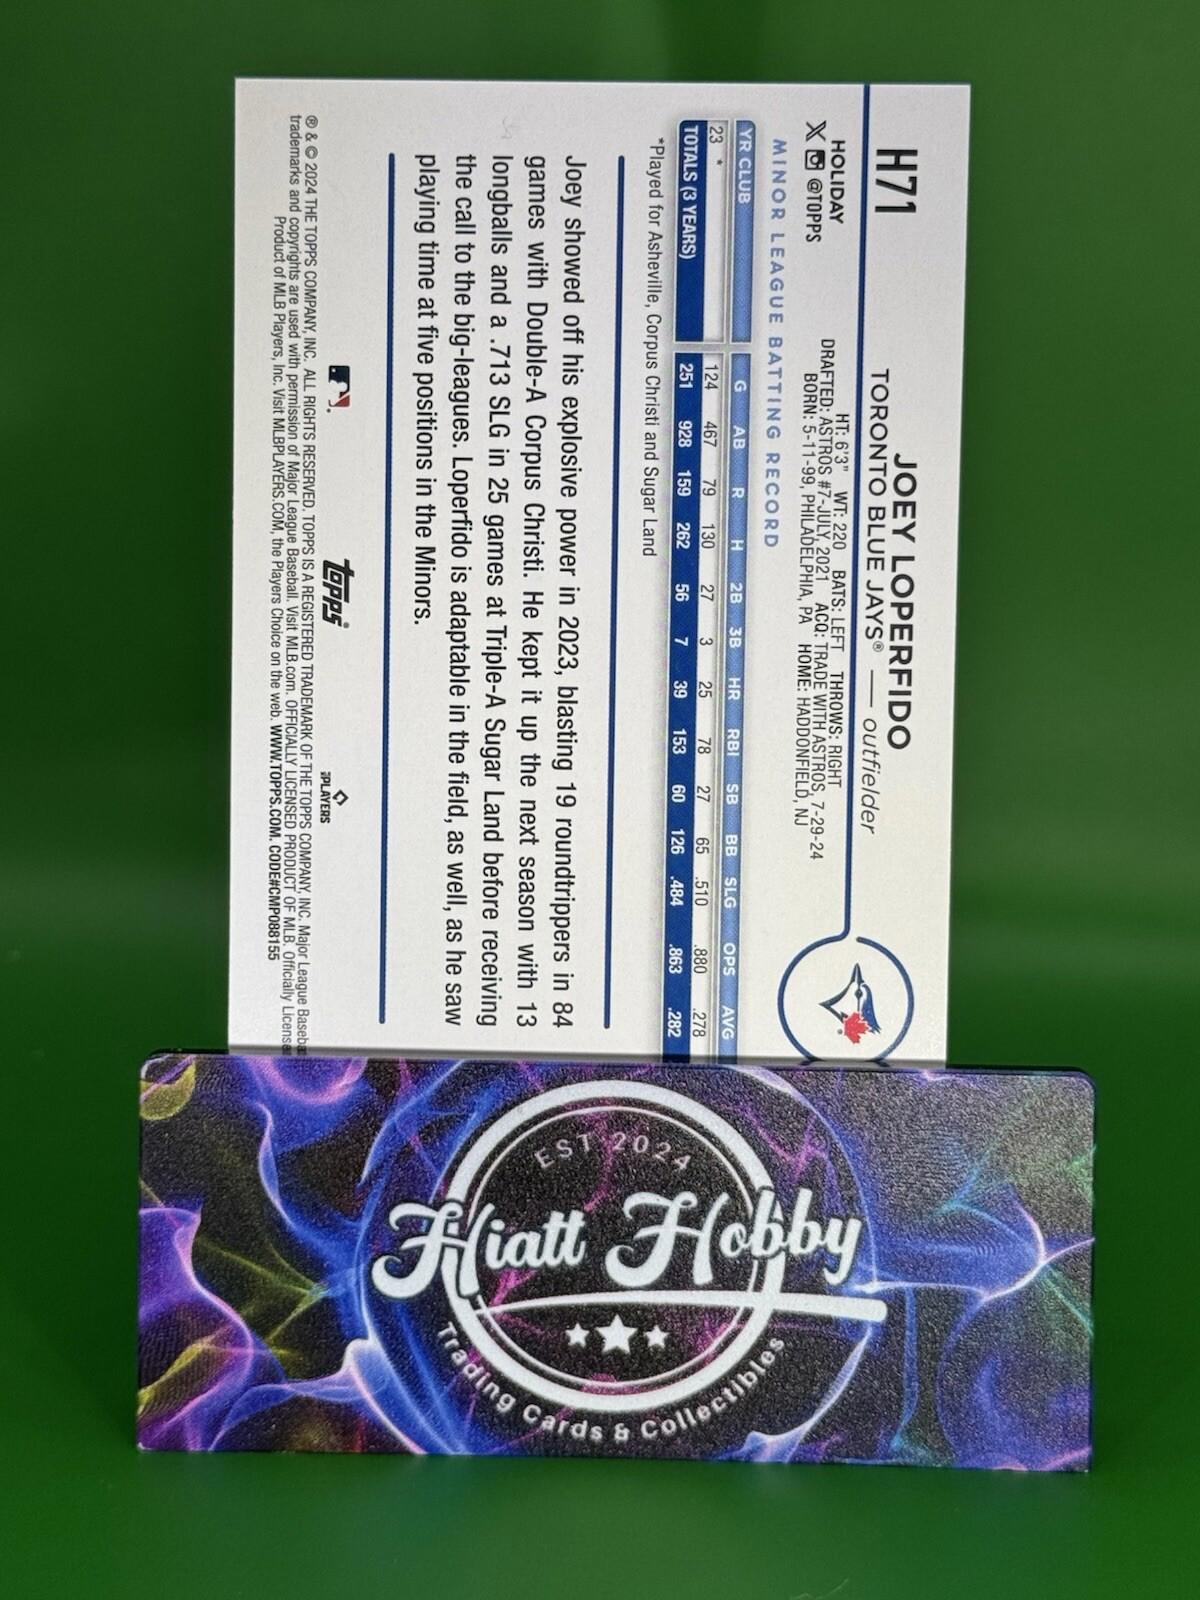 H71
JOEY LOPERFIDO
TORONTO BLUE JAYS® — outfielder
HOLIDAY
@TOPPS
HT: 6'3" WT: 220 BATS: LEFT THROWS: RIGHT
DRAFTED: ASTROS #7-JULY, 2021 ACQ: TRADE WITH ASTROS, 7-29-24
BORN: 5-11-99, PHILADELPHIA, PA HOME: HADDONFIELD, NJ
MINOR LEAGUE BATTING RECORD
YR CLUB G AB R H 2B 3B HR RBI SB BB SLG OPS AVG
23 * 124 467 79 130 27 3 25 78 27 65 .510 .880 .278
TOTALS (3 YEARS) 251 928 159 262 56 7 39 153 60 126 .484 .863 .282
*Played for Asheville, Corpus Christi and Sugar Land
Joey showed off his explosive power in 2023, blasting 19 roundtrippers in 84
games with Double-A Corpus Christi. He kept it up the next season with 13
longballs and a .713 SLG in 25 games at Triple-A Sugar Land before receiving
the call to the big-leagues. Loperfido is adaptable in the field, as well, as he saw
playing time at five positions in the Minors.
topps®
PLAYERS
® & © 2024 THE TOPPS COMPANY, INC. ALL RIGHTS RESERVED. TOPPS IS A REGISTERED TRADEMARK OF THE TOPPS COMPANY, INC. Major League Baseba
trademarks and copyrights are used with permission of Major League Baseball. Visit MLB.com. OFFICIALLY LICENSED PRODUCT OF MLB. Officially License
Product of MLB Players, Inc. Visit MLBPLAYERS.COM, the Players Choice on the web. WWW.TOPPS.COM. CODE#CMP088155
EST 2024
Hiatt Hobby
Trading Cards & Collectibles